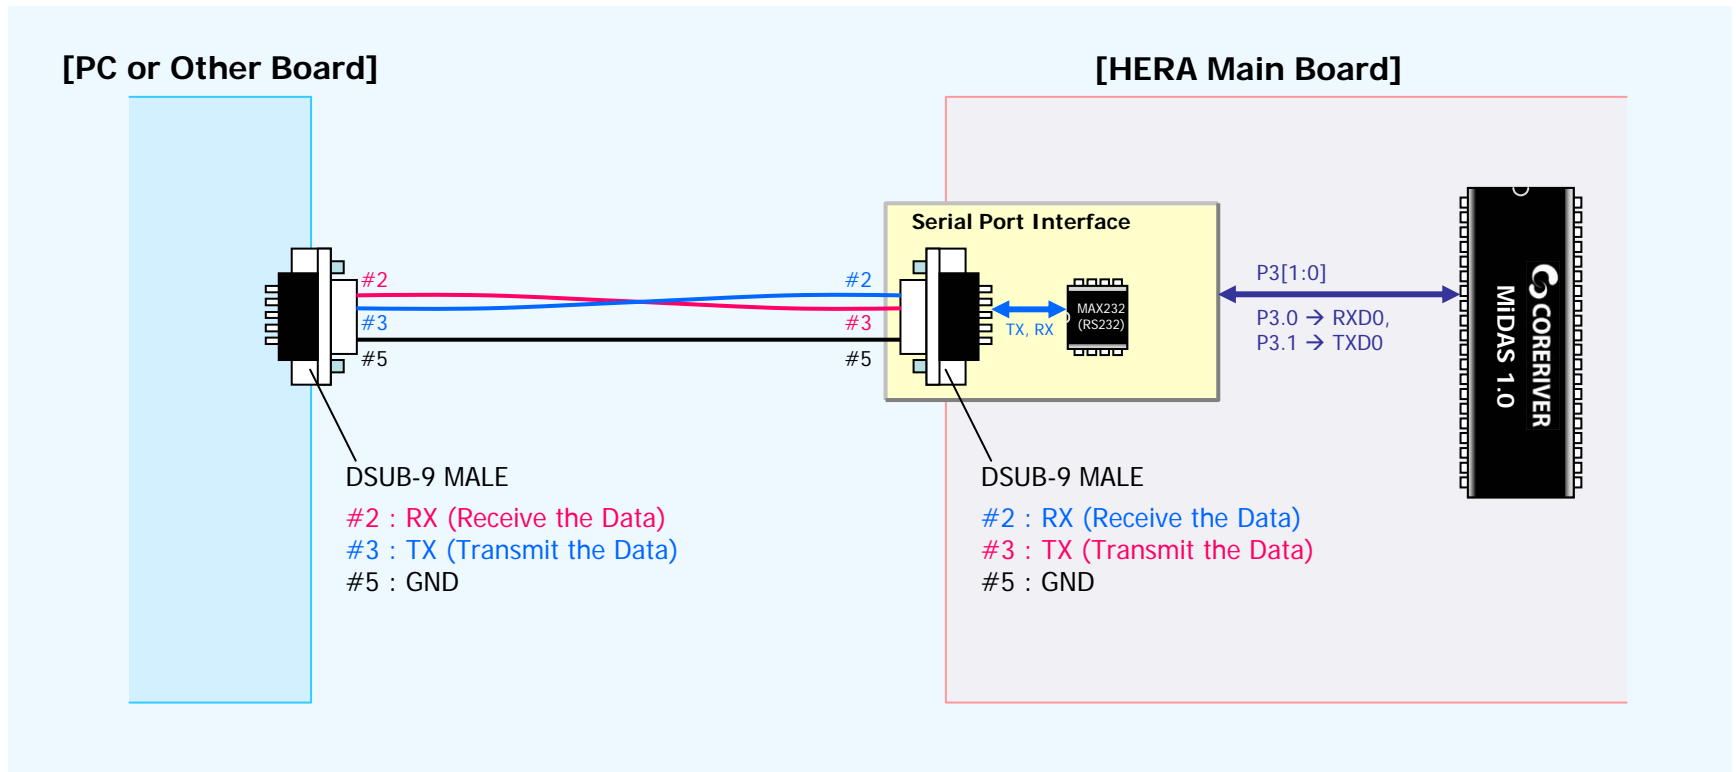 [PC or Other Board]
[HERA Main Board]
Serial Port Interface
#2
#3
#5
#2
#3
#5
TX, RX
MAX232
(RS232)
P3[1:0]
P3.0 → RXD0,
P3.1 → TXD0
CORERIVER
MiDAS 1.0
DSUB-9 MALE
#2 : RX (Receive the Data)
#3 : TX (Transmit the Data)
#5 : GND
DSUB-9 MALE
#2 : RX (Receive the Data)
#3 : TX (Transmit the Data)
#5 : GND